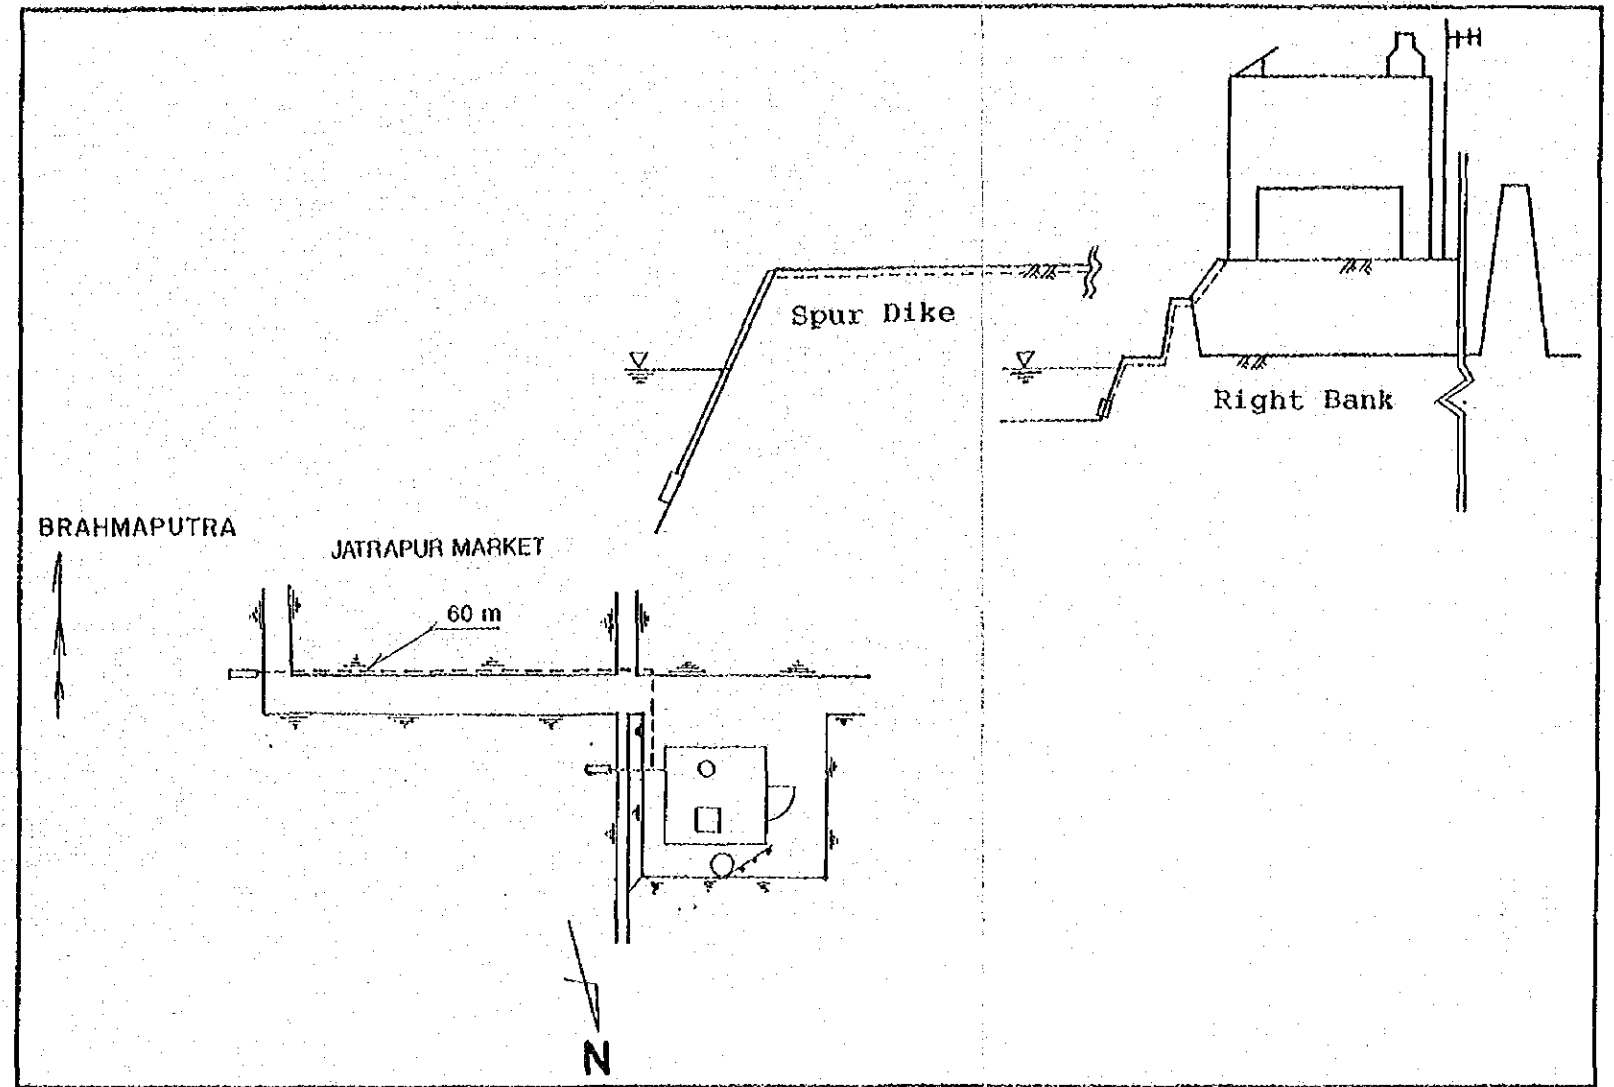 Spur Dike
Right Bank
BRAHMAPUTRA
JATRAPUR MARKET
60 m
N